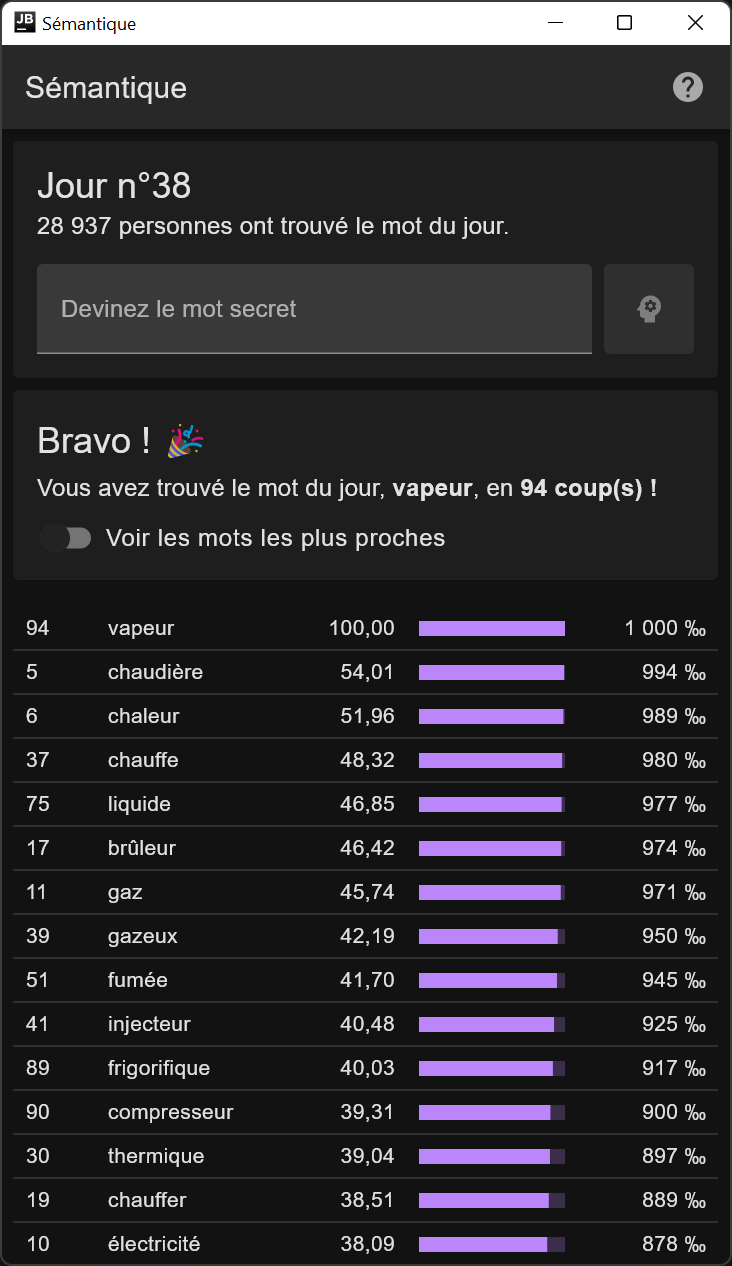 JB Sémantique
Sémantique
?
Jour n°38
28 937 personnes ont trouvé le mot du jour.
Devinez le mot secret
Bravo ! 🎉
Vous avez trouvé le mot du jour, vapeur, en 94 coup(s) !
Voir les mots les plus proches
94 vapeur 100,00 1 000 ‰
5 chaudière 54,01 994 ‰
6 chaleur 51,96 989 ‰
37 chauffe 48,32 980 ‰
75 liquide 46,85 977 ‰
17 brûleur 46,42 974 ‰
11 gaz 45,74 971 ‰
39 gazeux 42,19 950 ‰
51 fumée 41,70 945 ‰
41 injecteur 40,48 925 ‰
89 frigorifique 40,03 917 ‰
90 compresseur 39,31 900 ‰
30 thermique 39,04 897 ‰
19 chauffer 38,51 889 ‰
10 électricité 38,09 878 ‰